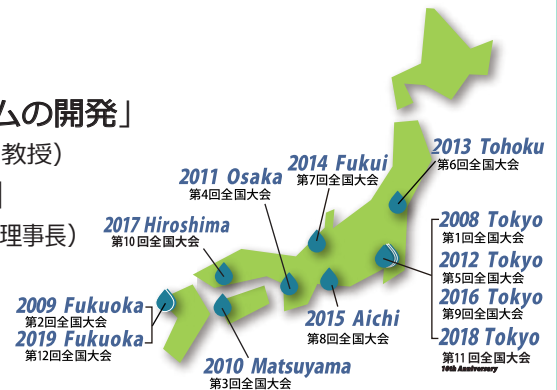 ムの開発」
教授）
理事長）
2013 Tohoku
第6回全国大会
2014 Fukui
第7回全国大会
2011 Osaka
第4回全国大会
2017 Hiroshima
第10回全国大会
2008 Tokyo
第1回全国大会
2012 Tokyo
第5回全国大会
2016 Tokyo
第9回全国大会
2018 Tokyo
第11回全国大会
10th Anniversary
2009 Fukuoka
第2回全国大会
2019 Fukuoka
第12回全国大会
2015 Aichi
第8回全国大会
2010 Matsuyama
第3回全国大会